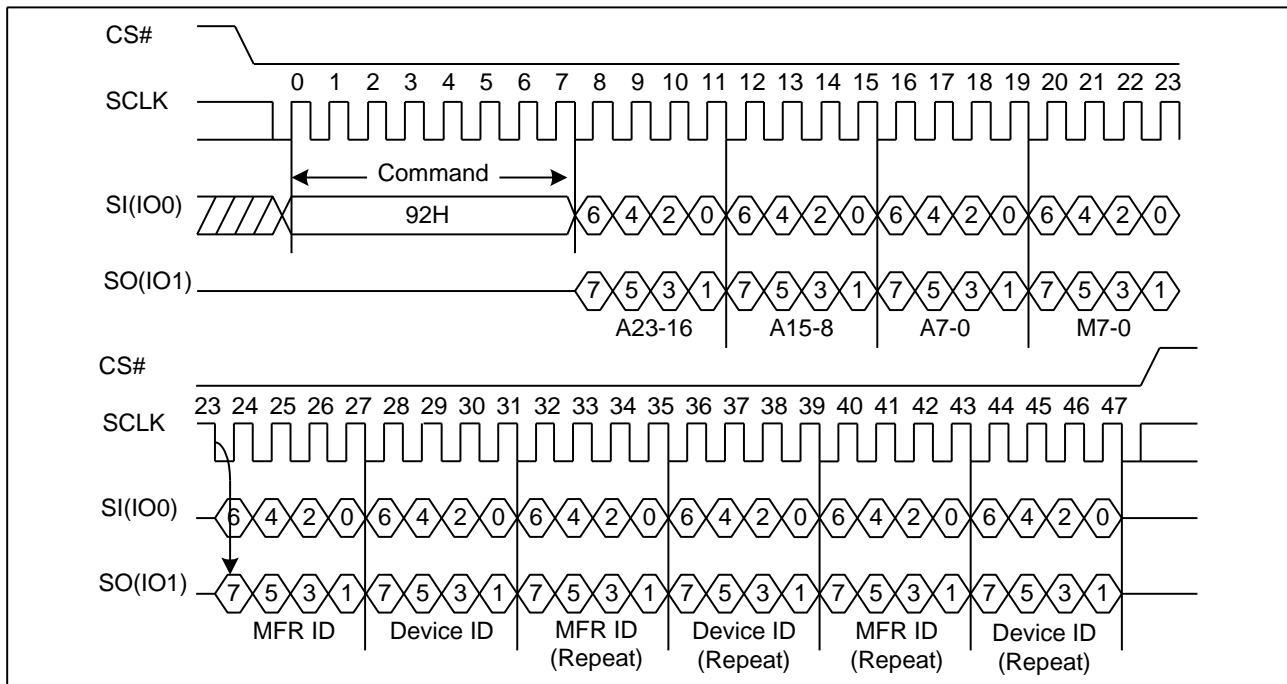 CS#
0 1 2 3 4 5 6 7 8 9 10 11 12 13 14 15 16 17 18 19 20 21 22 23
SCLK
Command
SI(IO0)
92H
6 4 2 0 6 4 2 0 6 4 2 0 6 4 2 0
SO(IO1)
7 5 3 1 7 5 3 1 7 5 3 1 7 5 3 1
A23-16 A15-8 A7-0 M7-0
CS#
23 24 25 26 27 28 29 30 31 32 33 34 35 36 37 38 39 40 41 42 43 44 45 46 47
SCLK
SI(IO0)
6 4 2 0 6 4 2 0 6 4 2 0 6 4 2 0 6 4 2 0 6 4 2 0
SO(IO1)
7 5 3 1 7 5 3 1 7 5 3 1 7 5 3 1 7 5 3 1 7 5 3 1
MFR ID Device ID MFR ID Device ID MFR ID Device ID
(Repeat) (Repeat) (Repeat) (Repeat)